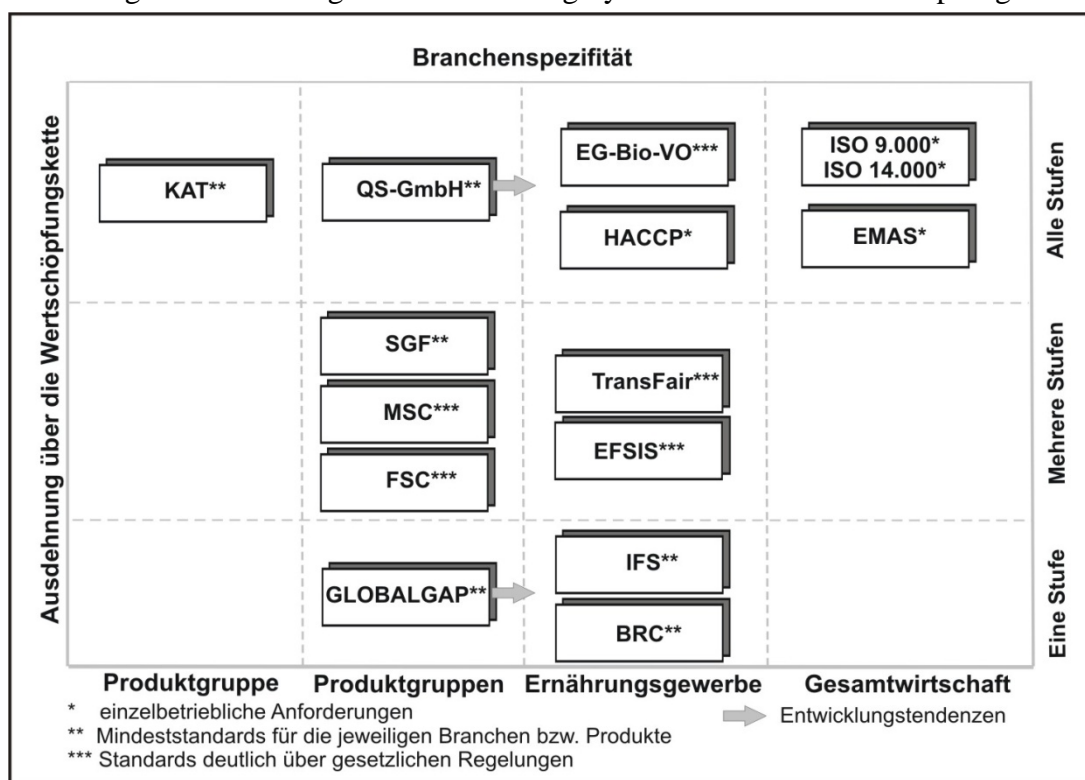 Branchenspezifität
Ausdehnung über die Wertschöpfungskette
KAT**
QS-GmbH**
EG-Bio-VO***
HACCP*
ISO 9.000*
ISO 14.000*
EMAS*
Alle Stufen
SGF**
MSC***
FSC***
TransFair***
EFSIS***
Mehrere Stufen
GLOBALGAP**
IFS**
BRC**
Eine Stufe
Produktgruppe
Produktgruppen
Ernährungsgewerbe
Gesamtwirtschaft
* einzelbetriebliche Anforderungen
** Mindeststandards für die jeweiligen Branchen bzw. Produkte
*** Standards deutlich über gesetzlichen Regelungen
Entwicklungstendenzen